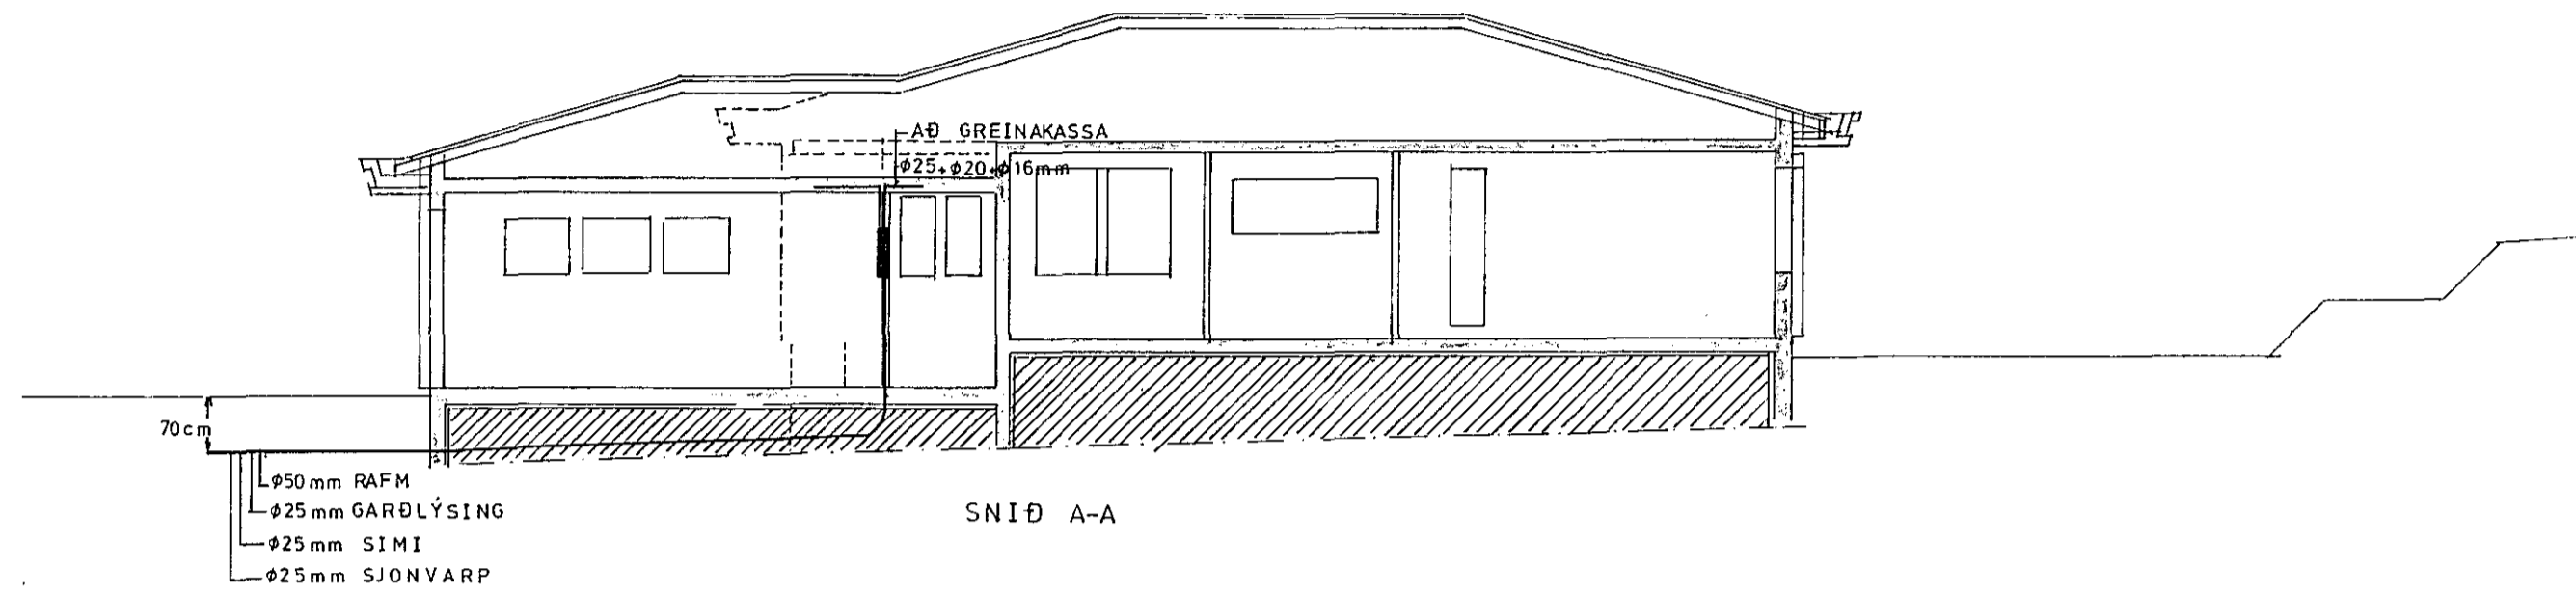 AÐ GREINAKASSA
φ25+φ20+φ16mm
70cm
φ50mm RAFM
φ25mm GARÐLÝSING
φ25mm SIMI
φ25mm SJONVARP
SNIÐ A-A